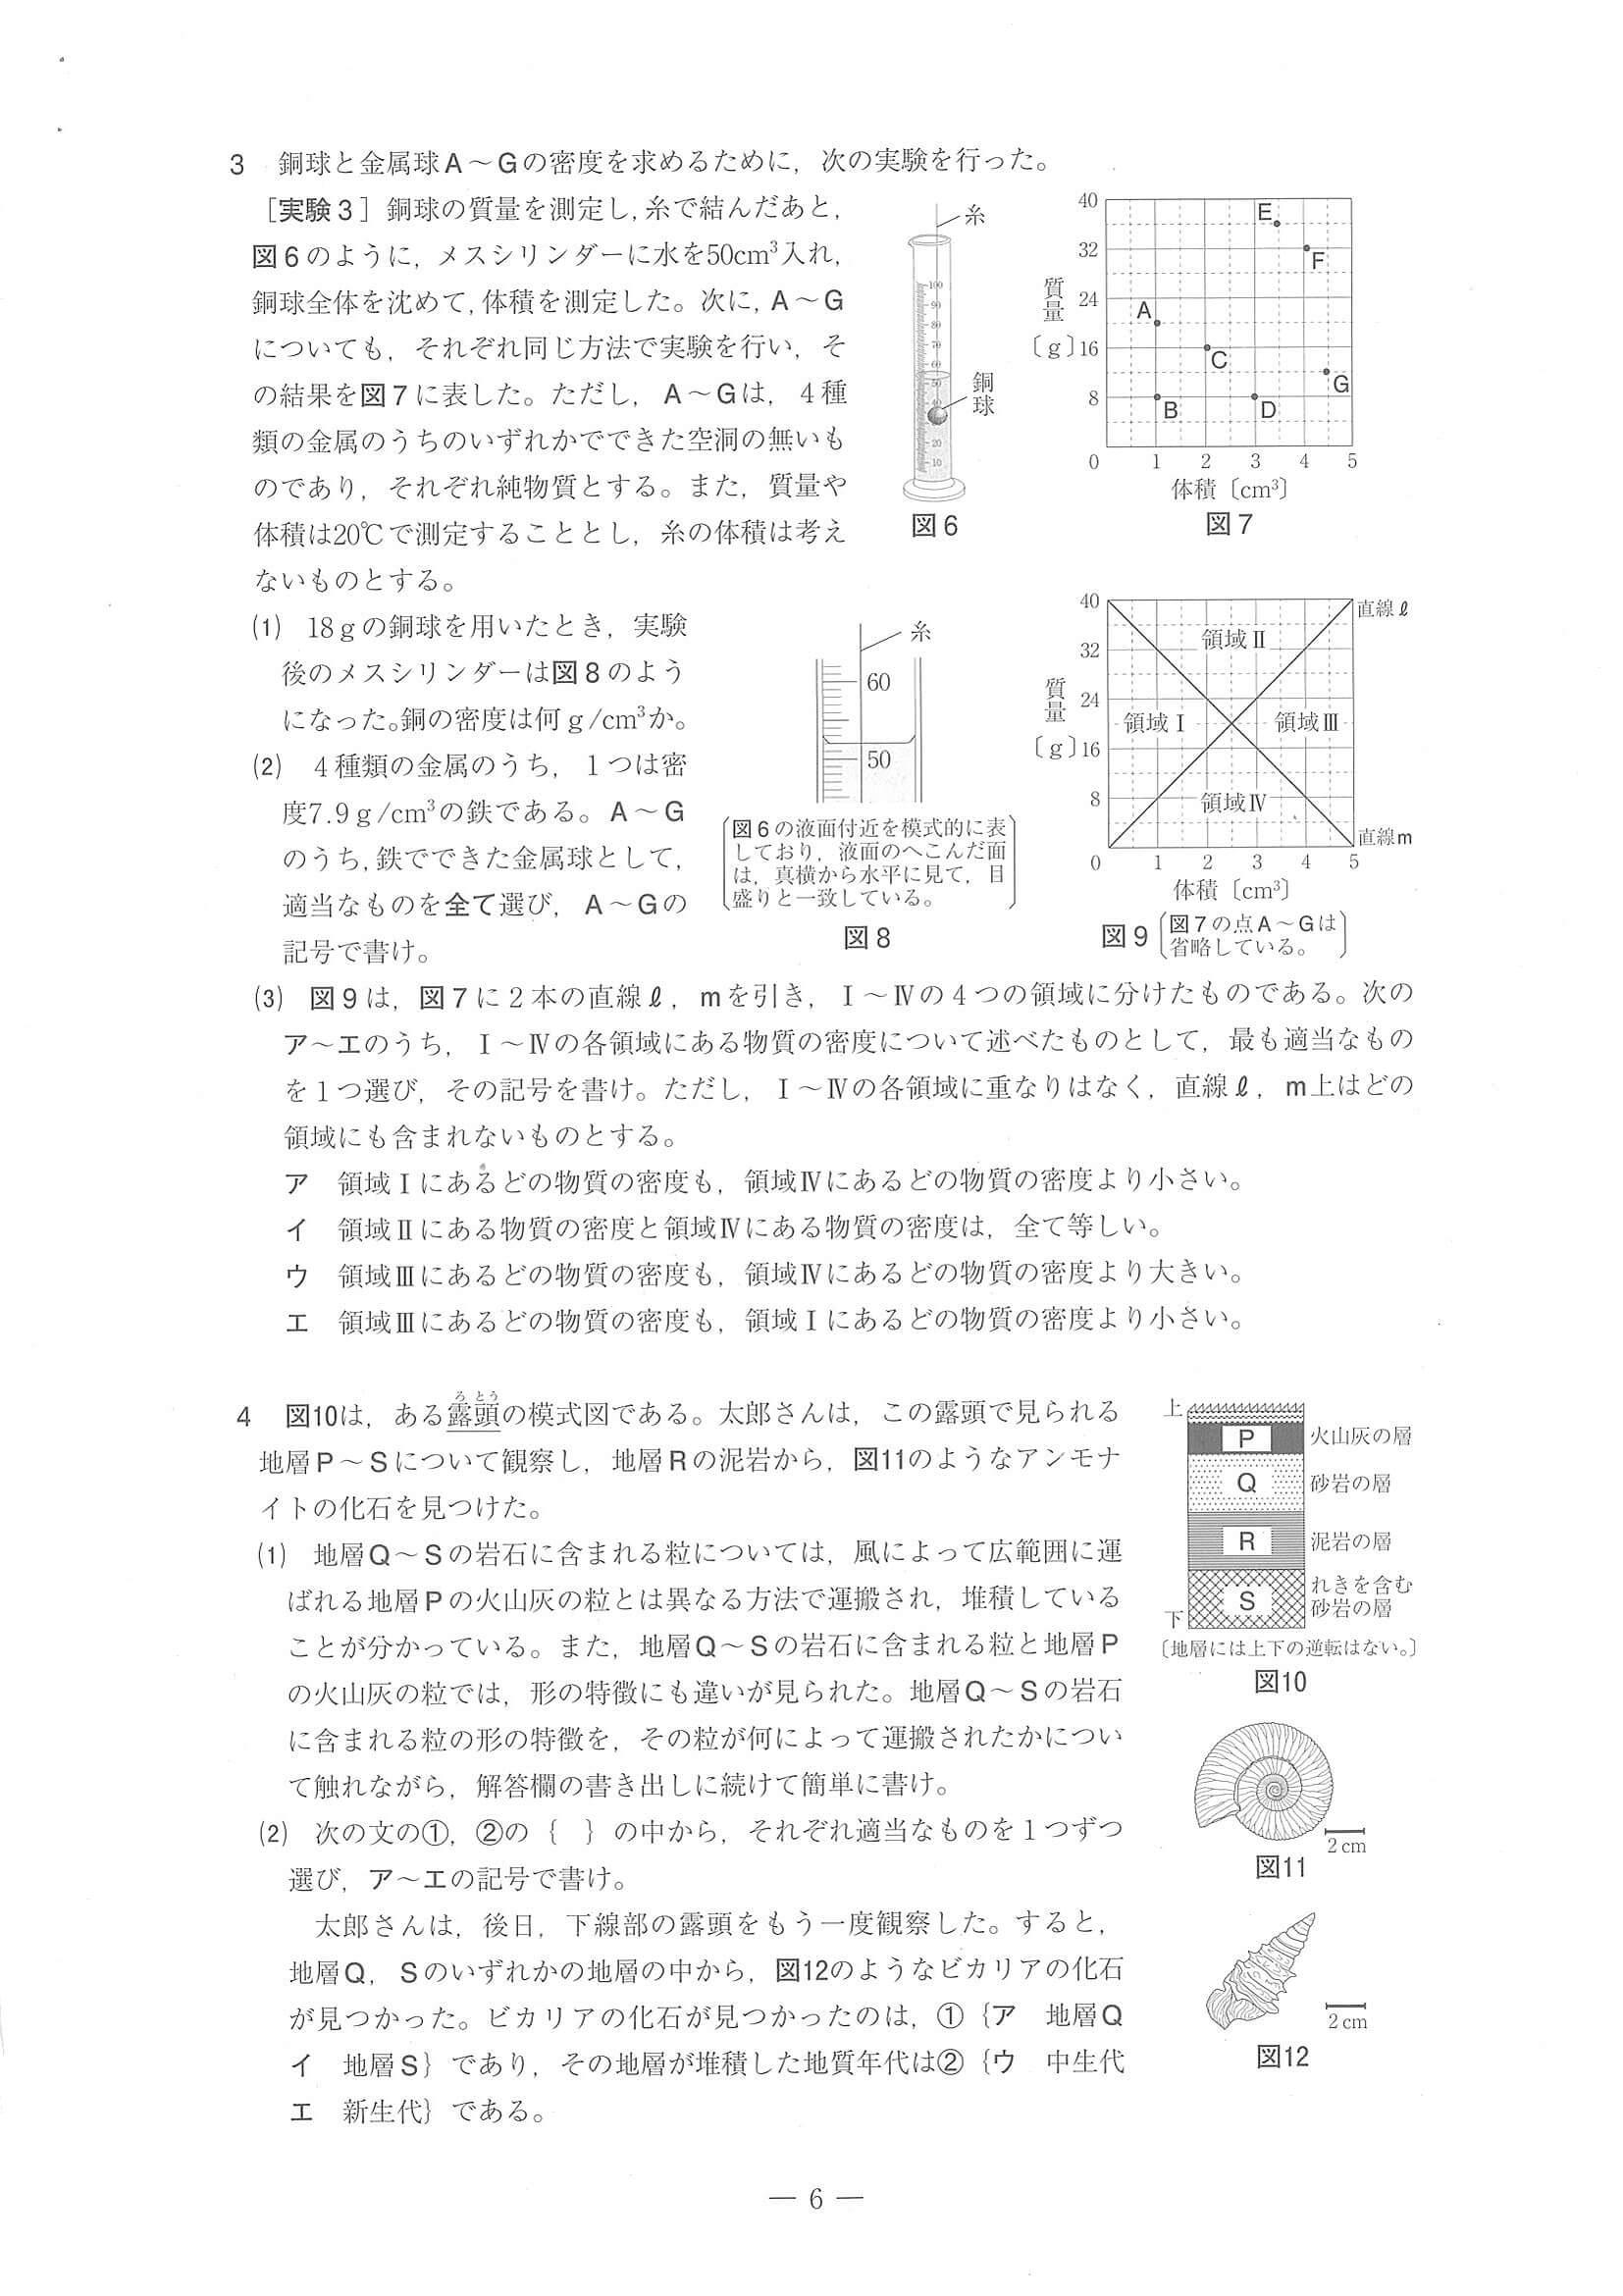 3　銅球と金属球A～Gの密度を求めるために，次の実験を行った。
［実験3］銅球の質量を測定し，糸で結んだあと，
図6のように，メスシリンダーに水を50cm³入れ，
銅球全体を沈めて，体積を測定した。次に，A～G
についても，それぞれ同じ方法で実験を行い，そ
の結果を図7に表した。ただし，A～Gは，4種
類の金属のうちのいずれかでできた空洞の無いも
のであり，それぞれ純物質とする。また，質量や
体積は20℃で測定することとし，糸の体積は考え
ないものとする。
糸
100
90
80
70
60
50
40
20
10
銅球
図6
質量〔g〕
40
32
24
16
8
0
1 2 3 4 5
A
B
C
D
E
F
G
体積〔cm³〕
図7
(1)　18gの銅球を用いたとき，実験
後のメスシリンダーは図8のよう
になった。銅の密度は何g/cm³か。
(2)　4種類の金属のうち，1つは密
度7.9g/cm³の鉄である。A～G
のうち，鉄でできた金属球として，
適当なものを全て選び，A～Gの
記号で書け。
糸
60
50
図6の液面付近を模式的に表
しており，液面のへこんだ面
は，真横から水平に見て，目
盛りと一致している。
図8
質量〔g〕
40
32
24
16
8
0
1 2 3 4 5
直線ℓ
領域Ⅱ
領域Ⅰ
領域Ⅲ
領域Ⅳ
直線m
体積〔cm³〕
図9〔図7の点A～Gは
省略している。〕
(3)　図9は，図7に2本の直線ℓ，mを引き，Ⅰ～Ⅳの4つの領域に分けたものである。次の
ア～エのうち，Ⅰ～Ⅳの各領域にある物質の密度について述べたものとして，最も適当なもの
を1つ選び，その記号を書け。ただし，Ⅰ～Ⅳの各領域に重なりはなく，直線ℓ，m上はどの
領域にも含まれないものとする。
ア　領域Ⅰにあるどの物質の密度も，領域Ⅳにあるどの物質の密度より小さい。
イ　領域Ⅱにある物質の密度と領域Ⅳにある物質の密度は，全て等しい。
ウ　領域Ⅲにあるどの物質の密度も，領域Ⅳにあるどの物質の密度より大きい。
エ　領域Ⅲにあるどの物質の密度も，領域Ⅰにあるどの物質の密度より小さい。
ろとう
4　図10は，ある露頭の模式図である。太郎さんは，この露頭で見られる
地層P～Sについて観察し，地層Rの泥岩から，図11のようなアンモナ
イトの化石を見つけた。
(1)　地層Q～Sの岩石に含まれる粒については，風によって広範囲に運
ばれる地層Pの火山灰の粒とは異なる方法で運搬され，堆積している
ことが分かっている。また，地層Q～Sの岩石に含まれる粒と地層P
の火山灰の粒では，形の特徴にも違いが見られた。地層Q～Sの岩石
に含まれる粒の形の特徴を，その粒が何によって運搬されたかについ
て触れながら，解答欄の書き出しに続けて簡単に書け。
(2)　次の文の①，②の｛　｝の中から，それぞれ適当なものを1つずつ
選び，ア～エの記号で書け。
太郎さんは，後日，下線部の露頭をもう一度観察した。すると，
地層Q，Sのいずれかの地層の中から，図12のようなビカリアの化石
が見つかった。ビカリアの化石が見つかったのは，①｛ア　地層Q
イ　地層S｝であり，その地層が堆積した地質年代は②｛ウ　中生代
エ　新生代｝である。
上
P　火山灰の層
Q　砂岩の層
R　泥岩の層
S　れきを含む
砂岩の層
下
〔地層には上下の逆転はない。〕
図10
2cm
図11
2cm
図12
― 6 ―